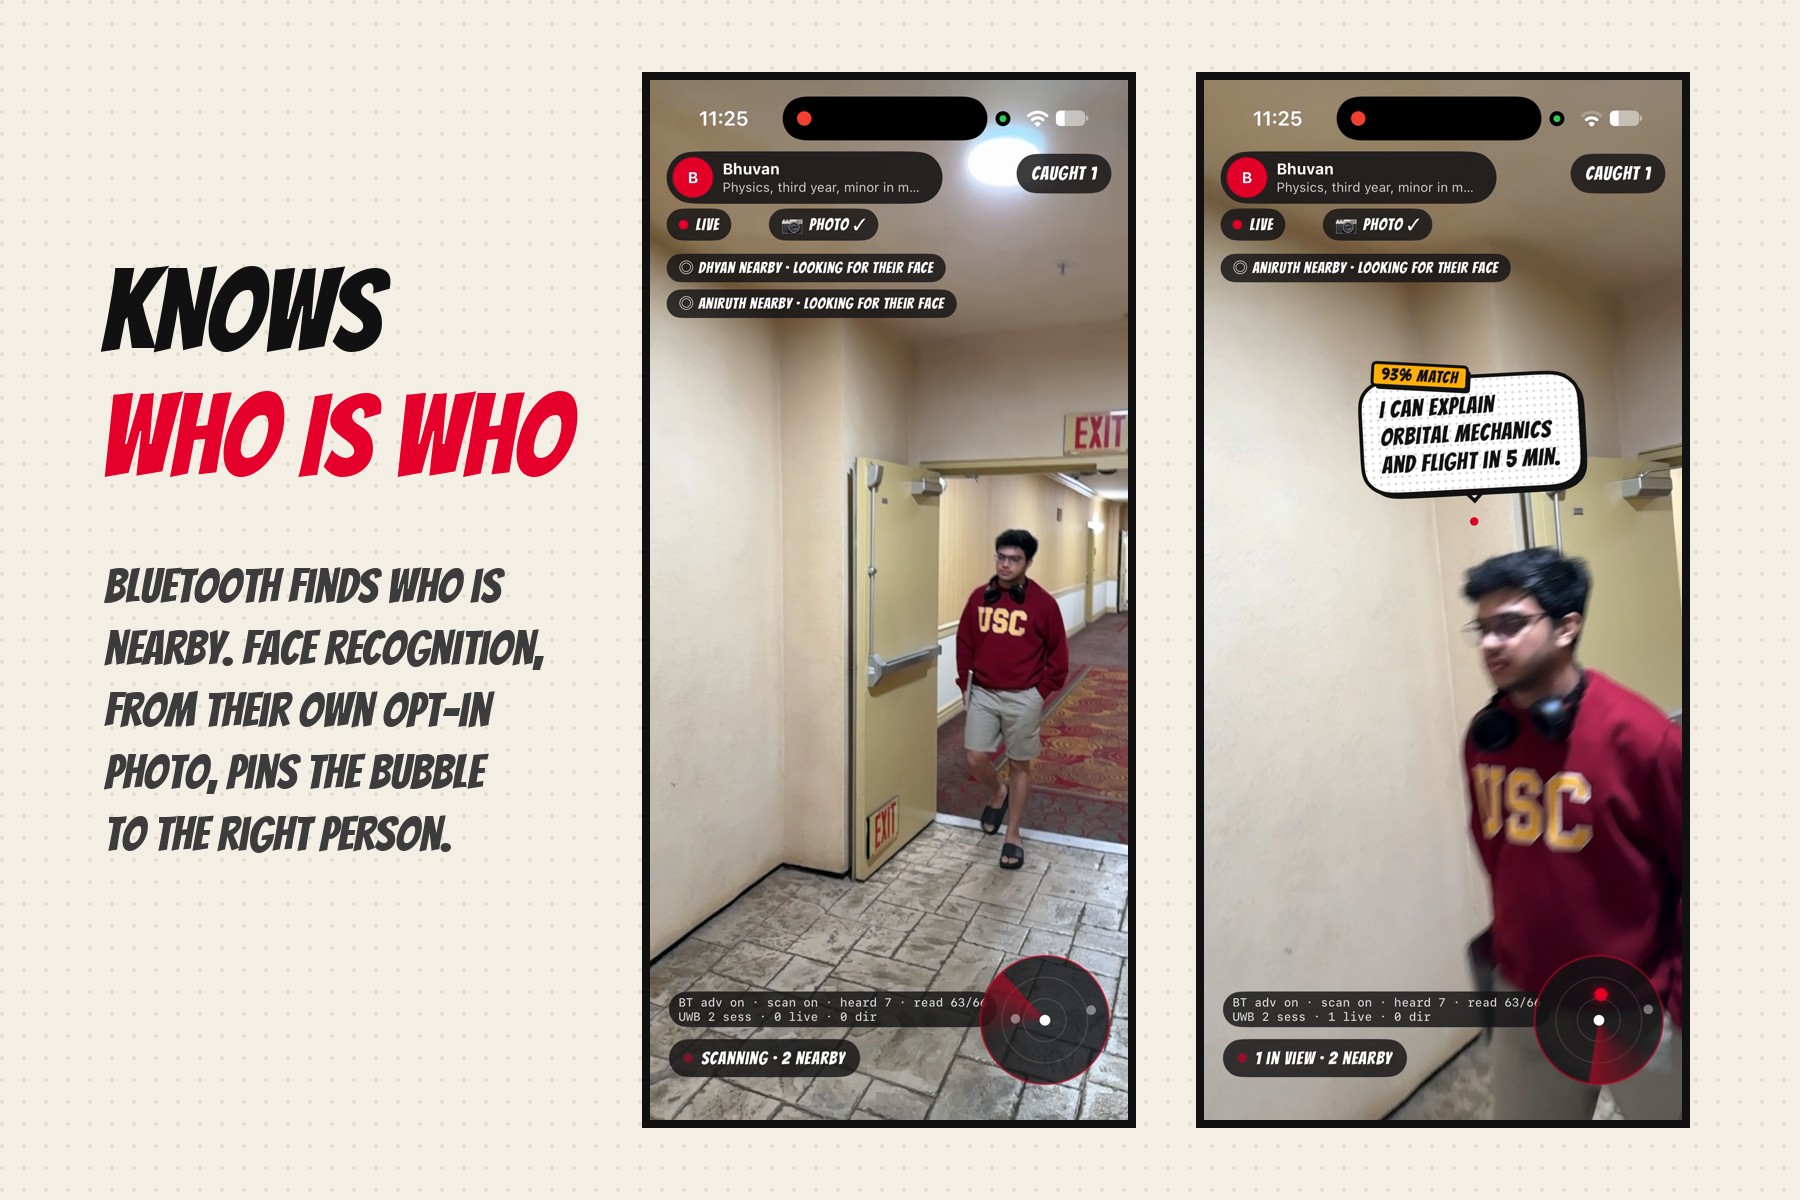 KNOWS
WHO IS WHO
BLUETOOTH FINDS WHO IS
NEARBY. FACE RECOGNITION,
FROM THEIR OWN OPT-IN
PHOTO, PINS THE BUBBLE
TO THE RIGHT PERSON.
11:25
B
Bhuvan
Physics, third year, minor in m...
CAUGHT 1
LIVE
PHOTO ✓
DHYAN NEARBY · LOOKING FOR THEIR FACE
ANIRUTH NEARBY · LOOKING FOR THEIR FACE
EXIT
USC
EXIT
BT adv on · scan on · heard 7 · read 63/6
UWB 2 sess · 0 live · 0 dir
SCANNING · 2 NEARBY
11:25
B
Bhuvan
Physics, third year, minor in m...
CAUGHT 1
LIVE
PHOTO ✓
ANIRUTH NEARBY · LOOKING FOR THEIR FACE
93% MATCH
I CAN EXPLAIN
ORBITAL MECHANICS
AND FLIGHT IN 5 MIN.
USC
BT adv on · scan on · heard 7 · read 63/6
UWB 2 sess · 1 live · 0 dir
1 IN VIEW · 2 NEARBY